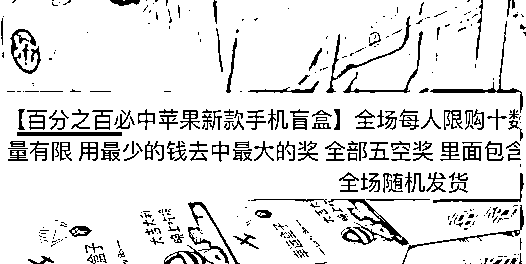 【百分之百必中苹果新款手机盲盒】全场每人限购十数
量有限 用最少的钱去中最大的奖 全部五空奖 里面包含
全场随机发货